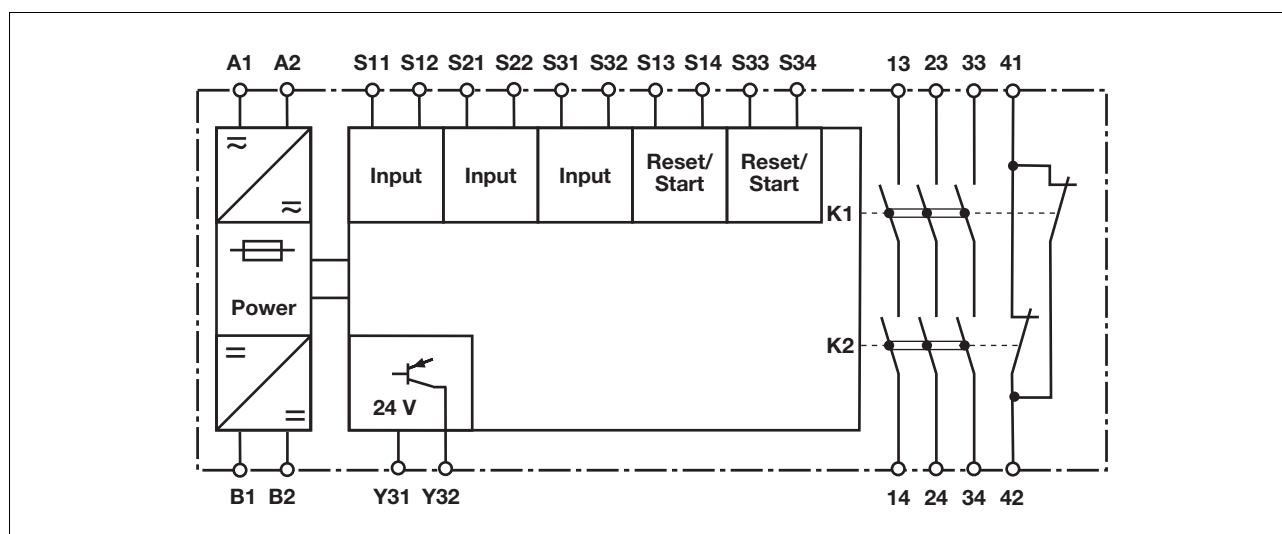 A1 A2 S11 S12 S21 S22 S31 S32 S13 S14 S33 S34 13 23 33 41
Input Input Input Reset/ Reset/
Start Start
K1
Power
K2
24 V
B1 B2 Y31 Y32 14 24 34 42